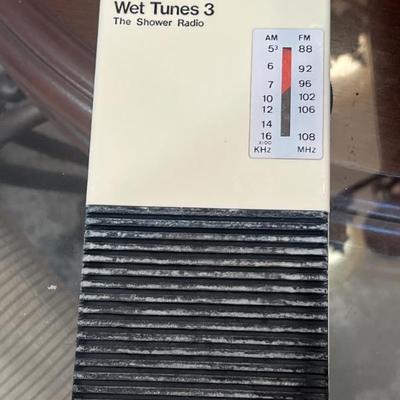 Wet Tunes 3
The Shower Radio
AM FM
5³ 88
6 92
7 96
10 102
12 106
14
16 108
X10C
KHz MHz